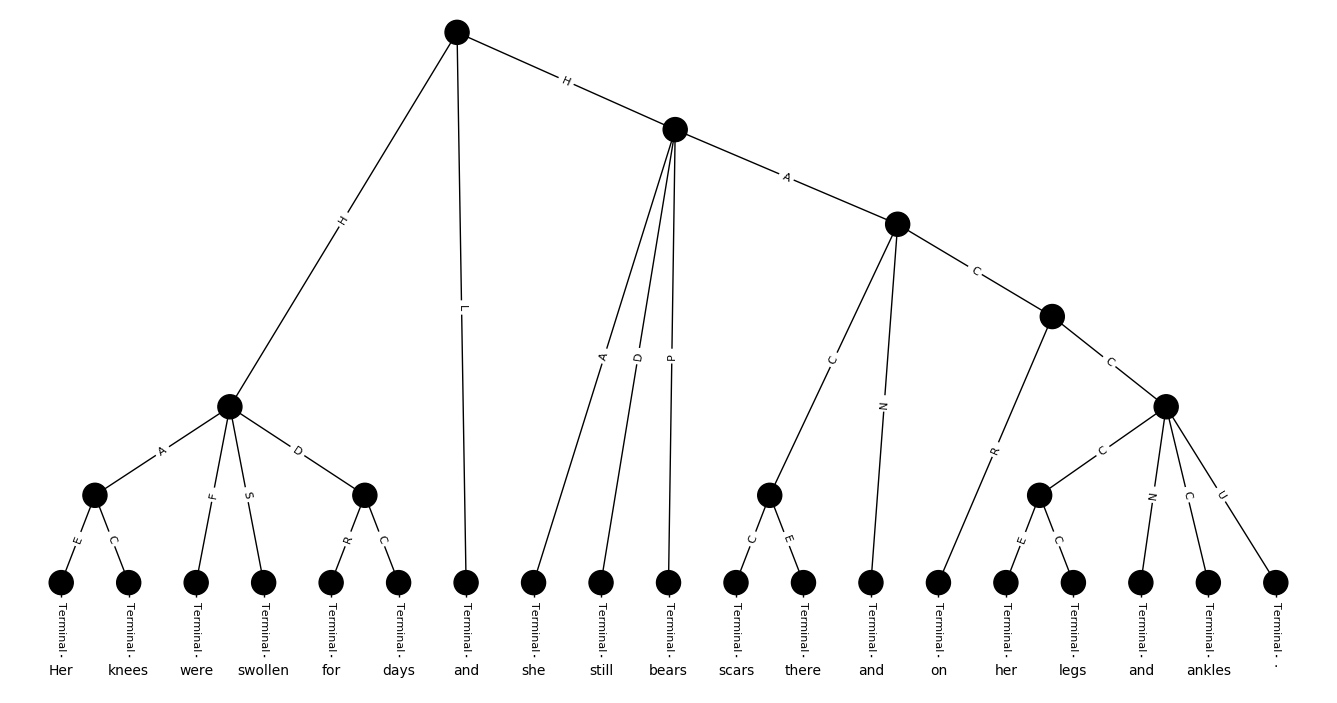 H
A
H
A
C
L
C
C
A
D
P
C
N
R
C
A
D
F
S
N
C
U
E
C
R
C
C
E
E
C
Terminal Terminal Terminal Terminal Terminal Terminal Terminal Terminal Terminal Terminal Terminal Terminal Terminal Terminal Terminal Terminal Terminal Terminal Terminal
Her knees were swollen for days and she still bears scars there and on her legs and ankles .